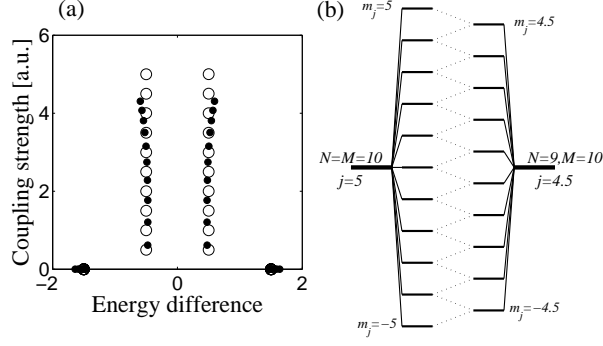 (a)
Coupling strength [a.u.]
6
4
2
0
−2
0
2
Energy difference
(b)
m_j=5
m_j=4.5
N=M=10
j=5
N=9,M=10
j=4.5
m_j=−5
m_j=−4.5